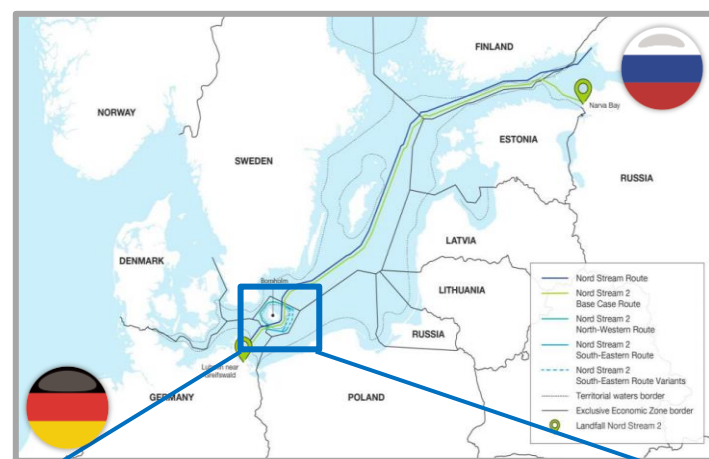 FINLAND
NORWAY
Narva Bay
ESTONIA
SWEDEN
RUSSIA
LATVIA
DENMARK
Bornholm
LITHUANIA
RUSSIA
Lubmin near
Greifswald
GERMANY
POLAND
Nord Stream Route
Nord Stream 2
Base Case Route
Nord Stream 2
North-Western Route
Nord Stream 2
South-Eastern Route
Nord Stream 2
South-Eastern Route Variants
Territorial waters border
Exclusive Economic Zone border
Landfall Nord Stream 2